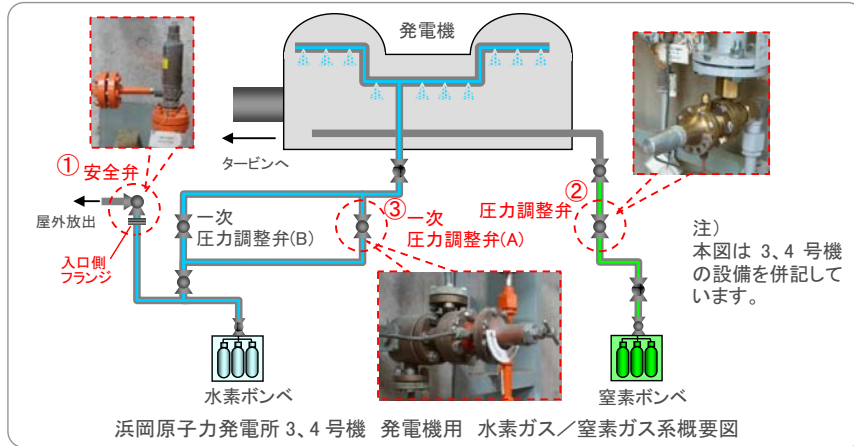 発電機
タービンへ
① 安全弁
屋外放出
入口側
フランジ
一次
圧力調整弁(B)
③ 一次
圧力調整弁(A)
②
圧力調整弁
注）
本図は 3、4 号機
の設備を併記して
います。
水素ボンベ
窒素ボンベ
浜岡原子力発電所 3、4 号機 発電機用 水素ガス／窒素ガス系概要図